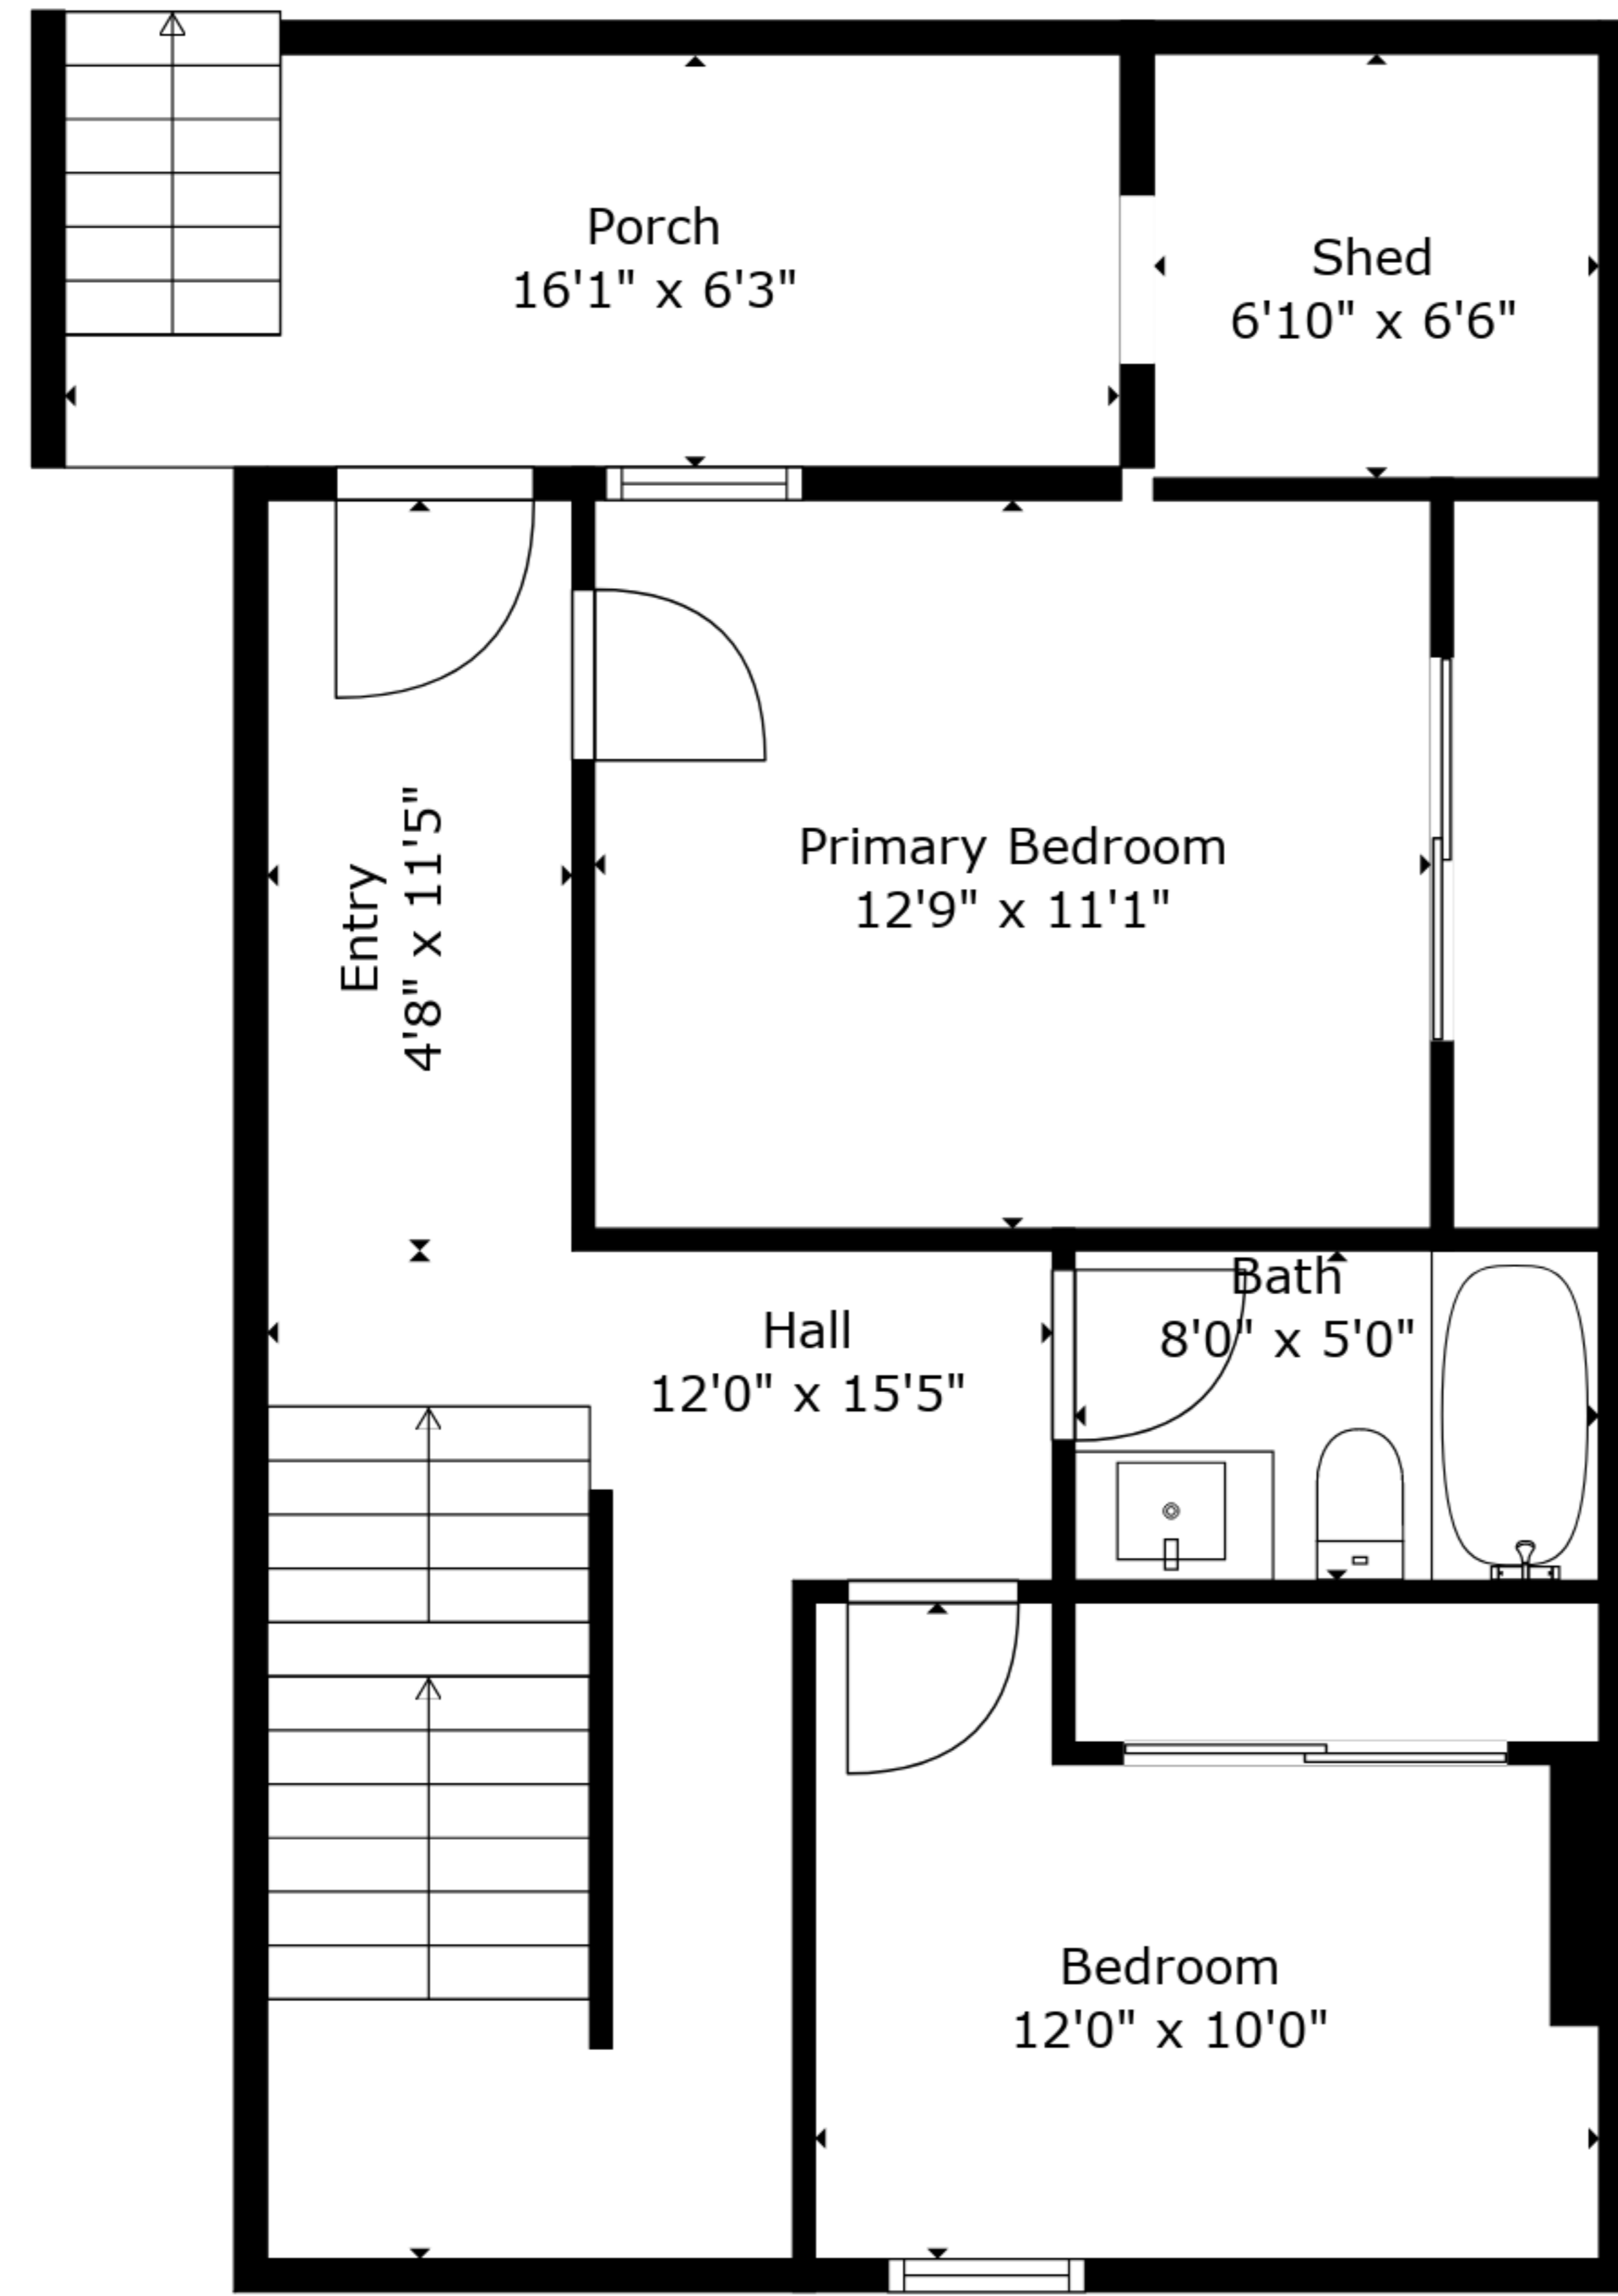 Porch
16'1" x 6'3"
Shed
6'10" x 6'6"
Primary Bedroom
12'9" x 11'1"
Entry
4'8" x 11'5"
Bath
8'0" x 5'0"
Hall
12'0" x 15'5"
Bedroom
12'0" x 10'0"